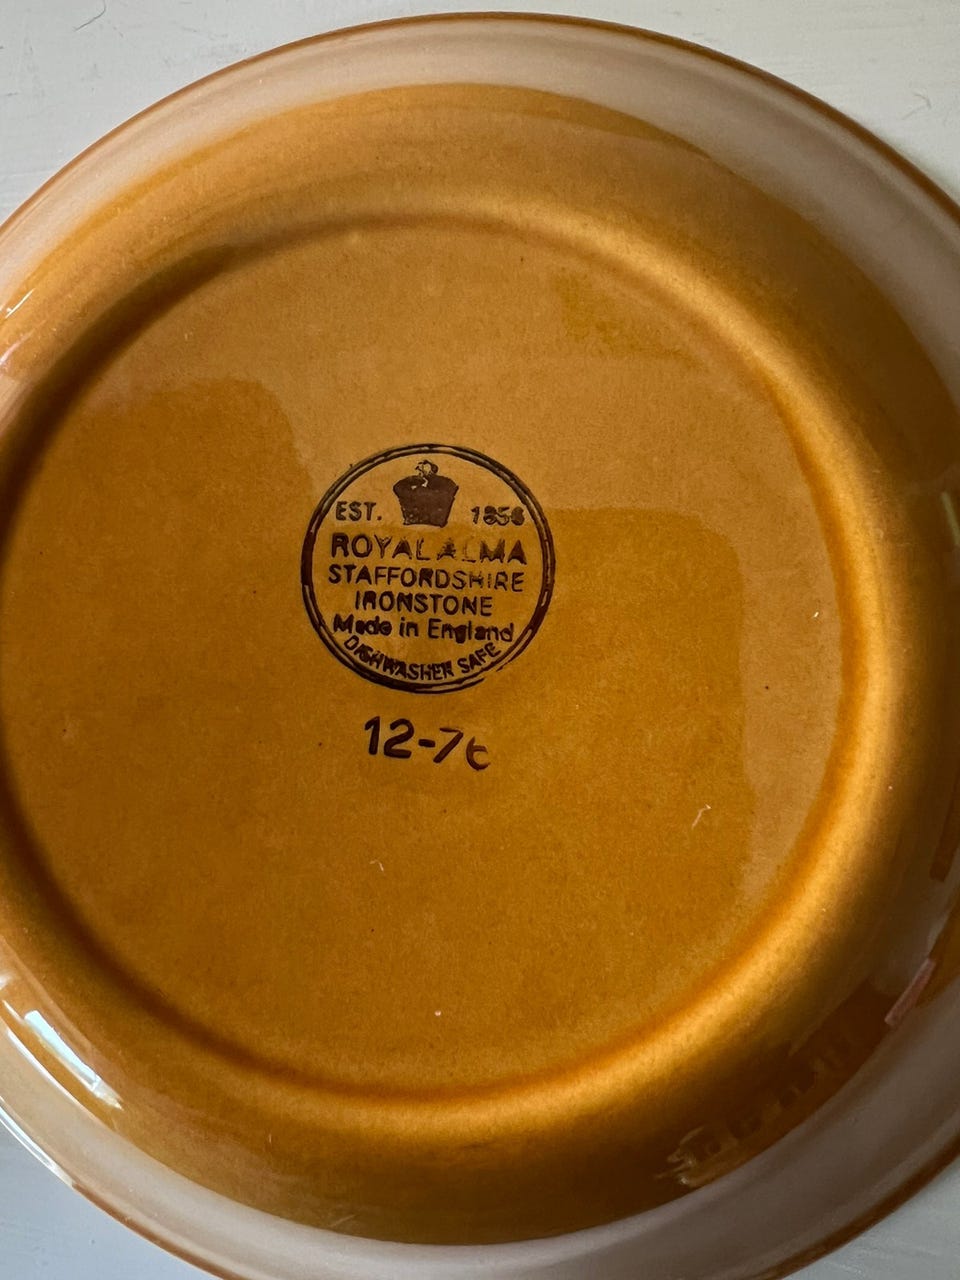 EST. 1856
ROYAL ALMA
STAFFORDSHIRE
IRONSTONE
Made in England
DISHWASHER SAFE
12-76